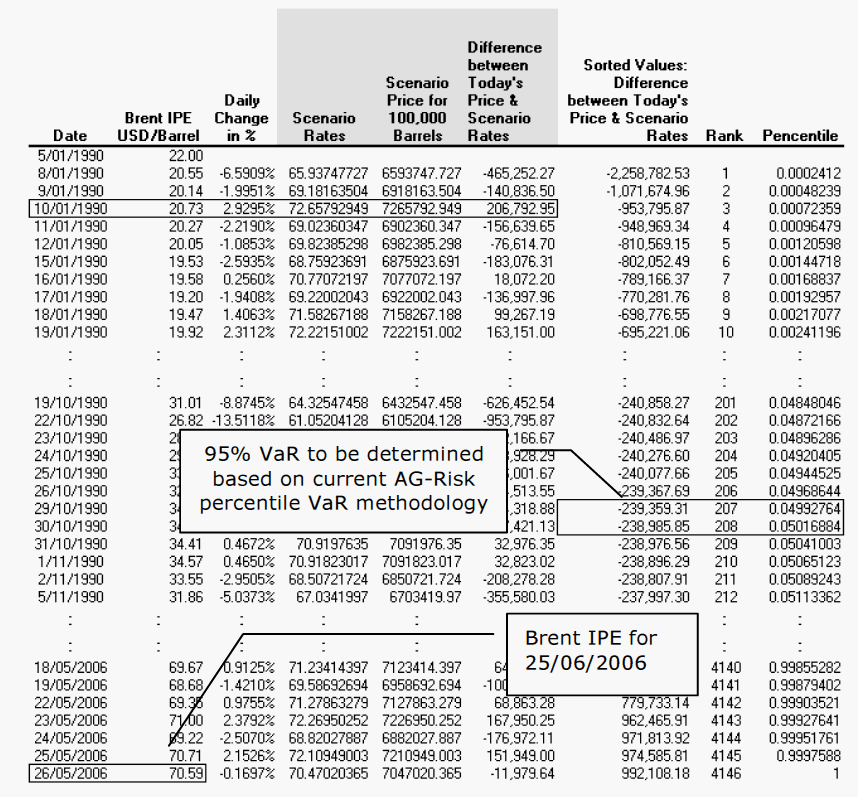 Difference
between
Today's
Price &
Scenario
Rates
Sorted Values:
Difference
between Today's
Price & Scenario
Rates
Scenario
Price for
100,000
Barrels
Daily
Change
in %
Brent IPE
USD/Barrel
Scenario
Rates
Date
Rank
Pencentile
5/01/1990 22.00
8/01/1990 20.55 -6.5909% 65.93747727 6593747.727 -465,252.27 -2,258,782.53 1 0.0002412
9/01/1990 20.14 -1.9951% 69.18163504 6918163.504 -140,836.50 -1,071,674.96 2 0.00048239
10/01/1990 20.73 2.9295% 72.65792949 7265792.949 206,792.95 -953,795.87 3 0.00072359
11/01/1990 20.27 -2.2190% 69.02360347 6902360.347 -156,639.65 -948,969.34 4 0.00096479
12/01/1990 20.05 -1.0853% 69.82385298 6982385.298 -76,614.70 -810,569.15 5 0.00120598
15/01/1990 19.53 -2.5935% 68.75923691 6875923.691 -183,076.31 -802,052.49 6 0.00144718
16/01/1990 19.58 0.2560% 70.77072197 7077072.197 18,072.20 -789,166.37 7 0.00168837
17/01/1990 19.20 -1.9408% 69.22002043 6922002.043 -136,997.96 -770,281.76 8 0.00192957
18/01/1990 19.47 1.4063% 71.58267188 7158267.188 99,267.19 -698,776.55 9 0.00217077
19/01/1990 19.92 2.3112% 72.22151002 7222151.002 163,151.00 -695,221.06 10 0.00241196
: : : : : : : : :
: : : : : : : : :
19/10/1990 31.01 -8.8745% 64.32547458 6432547.458 -626,452.54 -240,858.27 201 0.04848046
22/10/1990 26.82 -13.5118% 61.05204128 6105204.128 -953,795.87 -240,832.64 202 0.04872166
23/10/1990 ,166.67 -240,486.97 203 0.04896286
24/10/1990 ,928.29 -240,276.60 204 0.04920405
25/10/1990 ,001.67 -240,077.66 205 0.04944525
26/10/1990 ,513.55 -239,367.69 206 0.04968644
29/10/1990 ,318.88 -239,359.31 207 0.04992764
30/10/1990 ,421.13 -238,985.85 208 0.05016884
95% VaR to be determined
based on current AG-Risk
percentile VaR methodology
31/10/1990 34.41 0.4672% 70.9197635 7091976.35 32,976.35 -238,976.56 209 0.05041003
1/11/1990 34.57 0.4650% 70.91823017 7091823.017 32,823.02 -238,896.29 210 0.05065123
2/11/1990 33.55 -2.9505% 68.50721724 6850721.724 -208,278.28 -238,807.91 211 0.05089243
5/11/1990 31.86 -5.0373% 67.0341997 6703419.97 -355,580.03 -237,997.30 212 0.05113362
: : : : : : :
: : : : : : :
Brent IPE for
25/06/2006
18/05/2006 69.67 0.9125% 71.23414397 7123414.397 4140 0.99855282
19/05/2006 68.68 -1.4210% 69.58692694 6958692.694 4141 0.99879402
22/05/2006 69.35 0.9755% 71.27863279 7127863.279 68,863.28 779,733.14 4142 0.99903521
23/05/2006 71.00 2.3792% 72.26950252 7226950.252 167,950.25 962,465.91 4143 0.99927641
24/05/2006 69.22 -2.5070% 68.82027887 6882027.887 -176,972.11 971,813.92 4144 0.99951761
25/05/2006 70.71 2.1526% 72.10949003 7210949.003 151,949.00 974,585.81 4145 0.9997588
26/05/2006 70.59 -0.1697% 70.47020365 7047020.365 -11,979.64 992,108.18 4146 1